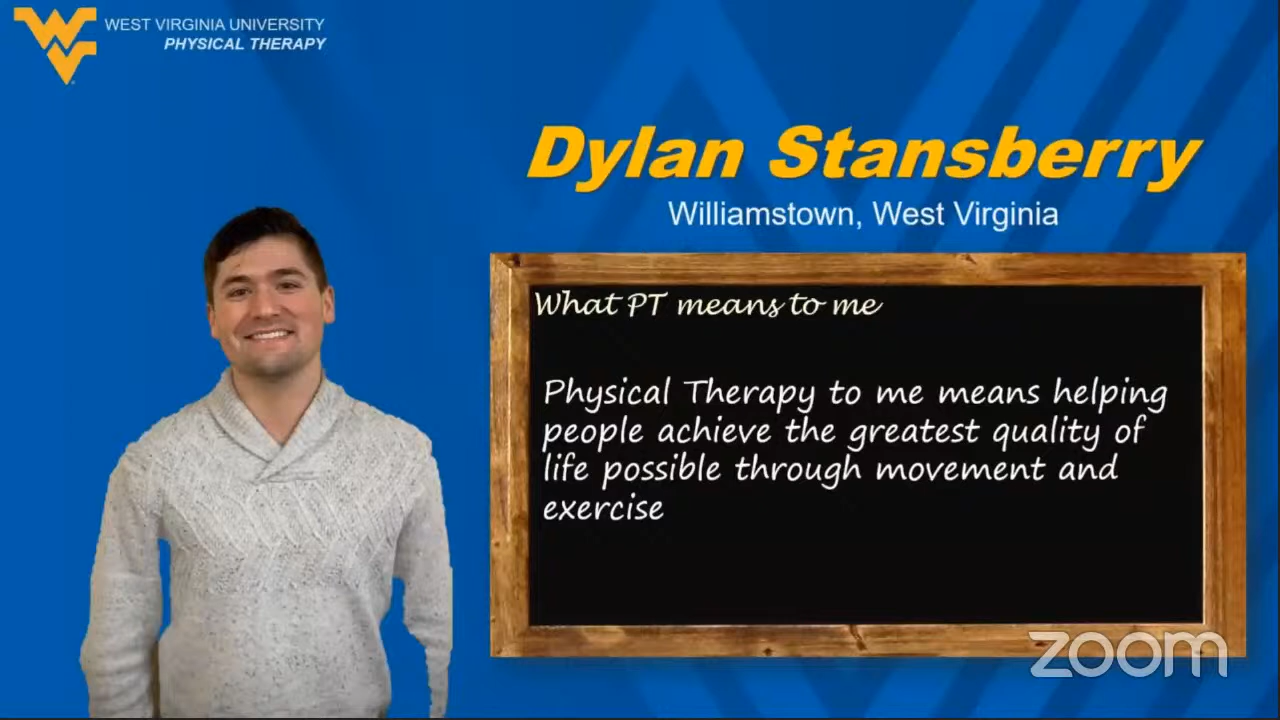 WEST VIRGINIA UNIVERSITY
PHYSICAL THERAPY
Dylan Stansberry
Williamstown, West Virginia
What PT means to me
Physical Therapy to me means helping
people achieve the greatest quality of
life possible through movement and
exercise
zoom